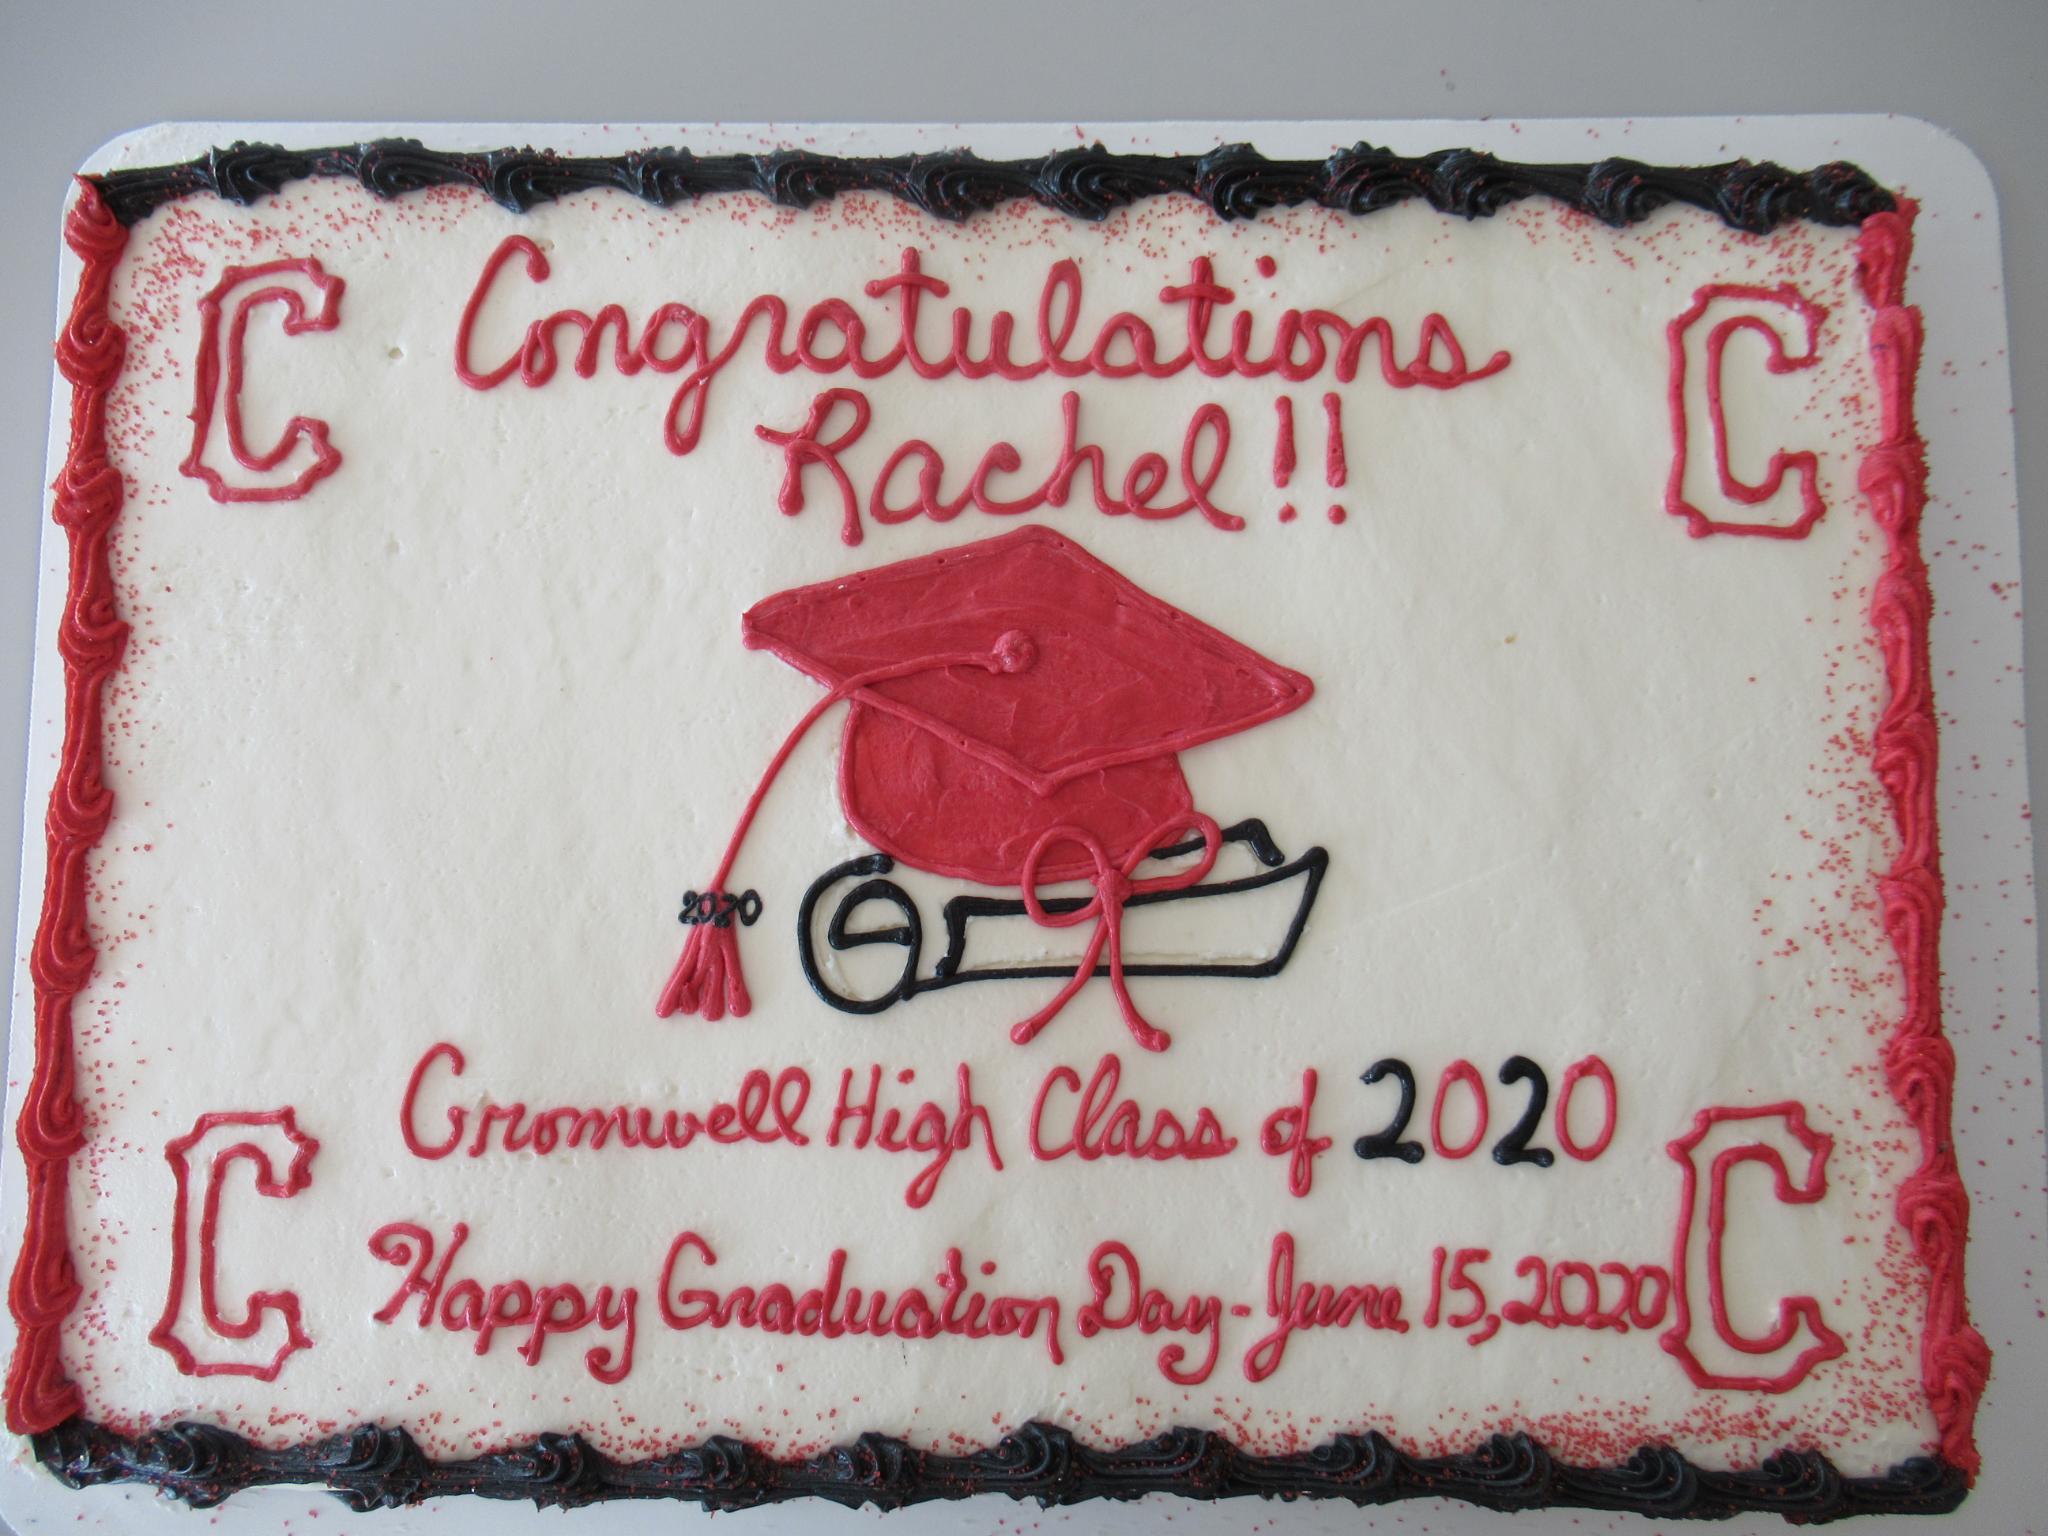 Congratulations
C Rachel!! C
2020
Cromwell High Class of 2020
C Happy Graduation Day - June 15, 2020 C